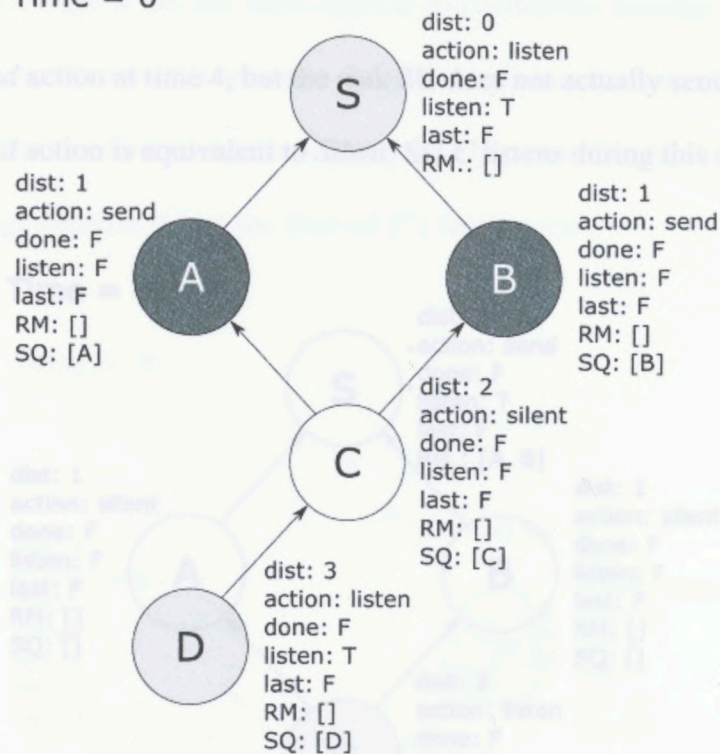 Time = 0
S
dist: 0
action: listen
done: F
listen: T
last: F
RM.: []
dist: 1
action: send
done: F
listen: F
last: F
RM: []
SQ: [A]
A
B
dist: 1
action: send
done: F
listen: F
last: F
RM: []
SQ: [B]
C
dist: 2
action: silent
done: F
listen: F
last: F
RM: []
SQ: [C]
D
dist: 3
action: listen
done: F
listen: T
last: F
RM: []
SQ: [D]